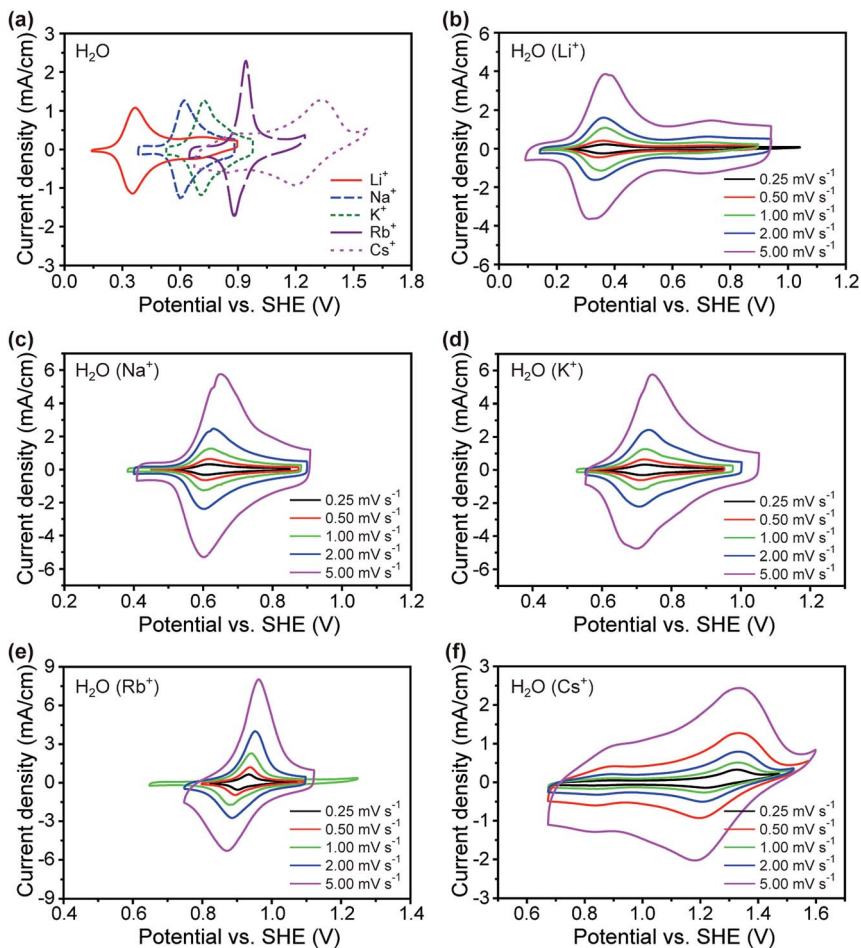 (a)
H₂O
Current density (mA/cm)
3
2
1
0
-1
-2
-3
0.0 0.3 0.6 0.9 1.2 1.5 1.8
Potential vs. SHE (V)
Li⁺
Na⁺
K⁺
Rb⁺
Cs⁺
(b)
H₂O (Li⁺)
Current density (mA/cm)
6
4
2
0
-2
-4
-6
0.0 0.2 0.4 0.6 0.8 1.0 1.2
Potential vs. SHE (V)
0.25 mV s⁻¹
0.50 mV s⁻¹
1.00 mV s⁻¹
2.00 mV s⁻¹
5.00 mV s⁻¹
(c)
H₂O (Na⁺)
Current density (mA/cm)
6
4
2
0
-2
-4
-6
0.2 0.4 0.6 0.8 1.0 1.2
Potential vs. SHE (V)
0.25 mV s⁻¹
0.50 mV s⁻¹
1.00 mV s⁻¹
2.00 mV s⁻¹
5.00 mV s⁻¹
(d)
H₂O (K⁺)
Current density (mA/cm)
6
4
2
0
-2
-4
-6
0.4 0.6 0.8 1.0 1.2
Potential vs. SHE (V)
0.25 mV s⁻¹
0.50 mV s⁻¹
1.00 mV s⁻¹
2.00 mV s⁻¹
5.00 mV s⁻¹
(e)
H₂O (Rb⁺)
Current density (mA/cm)
9
6
3
0
-3
-6
-9
0.4 0.6 0.8 1.0 1.2 1.4
Potential vs. SHE (V)
0.25 mV s⁻¹
0.50 mV s⁻¹
1.00 mV s⁻¹
2.00 mV s⁻¹
5.00 mV s⁻¹
(f)
H₂O (Cs⁺)
Current density (mA/cm)
3
2
1
0
-1
-2
-3
0.6 0.8 1.0 1.2 1.4 1.6
Potential vs. SHE (V)
0.25 mV s⁻¹
0.50 mV s⁻¹
1.00 mV s⁻¹
2.00 mV s⁻¹
5.00 mV s⁻¹